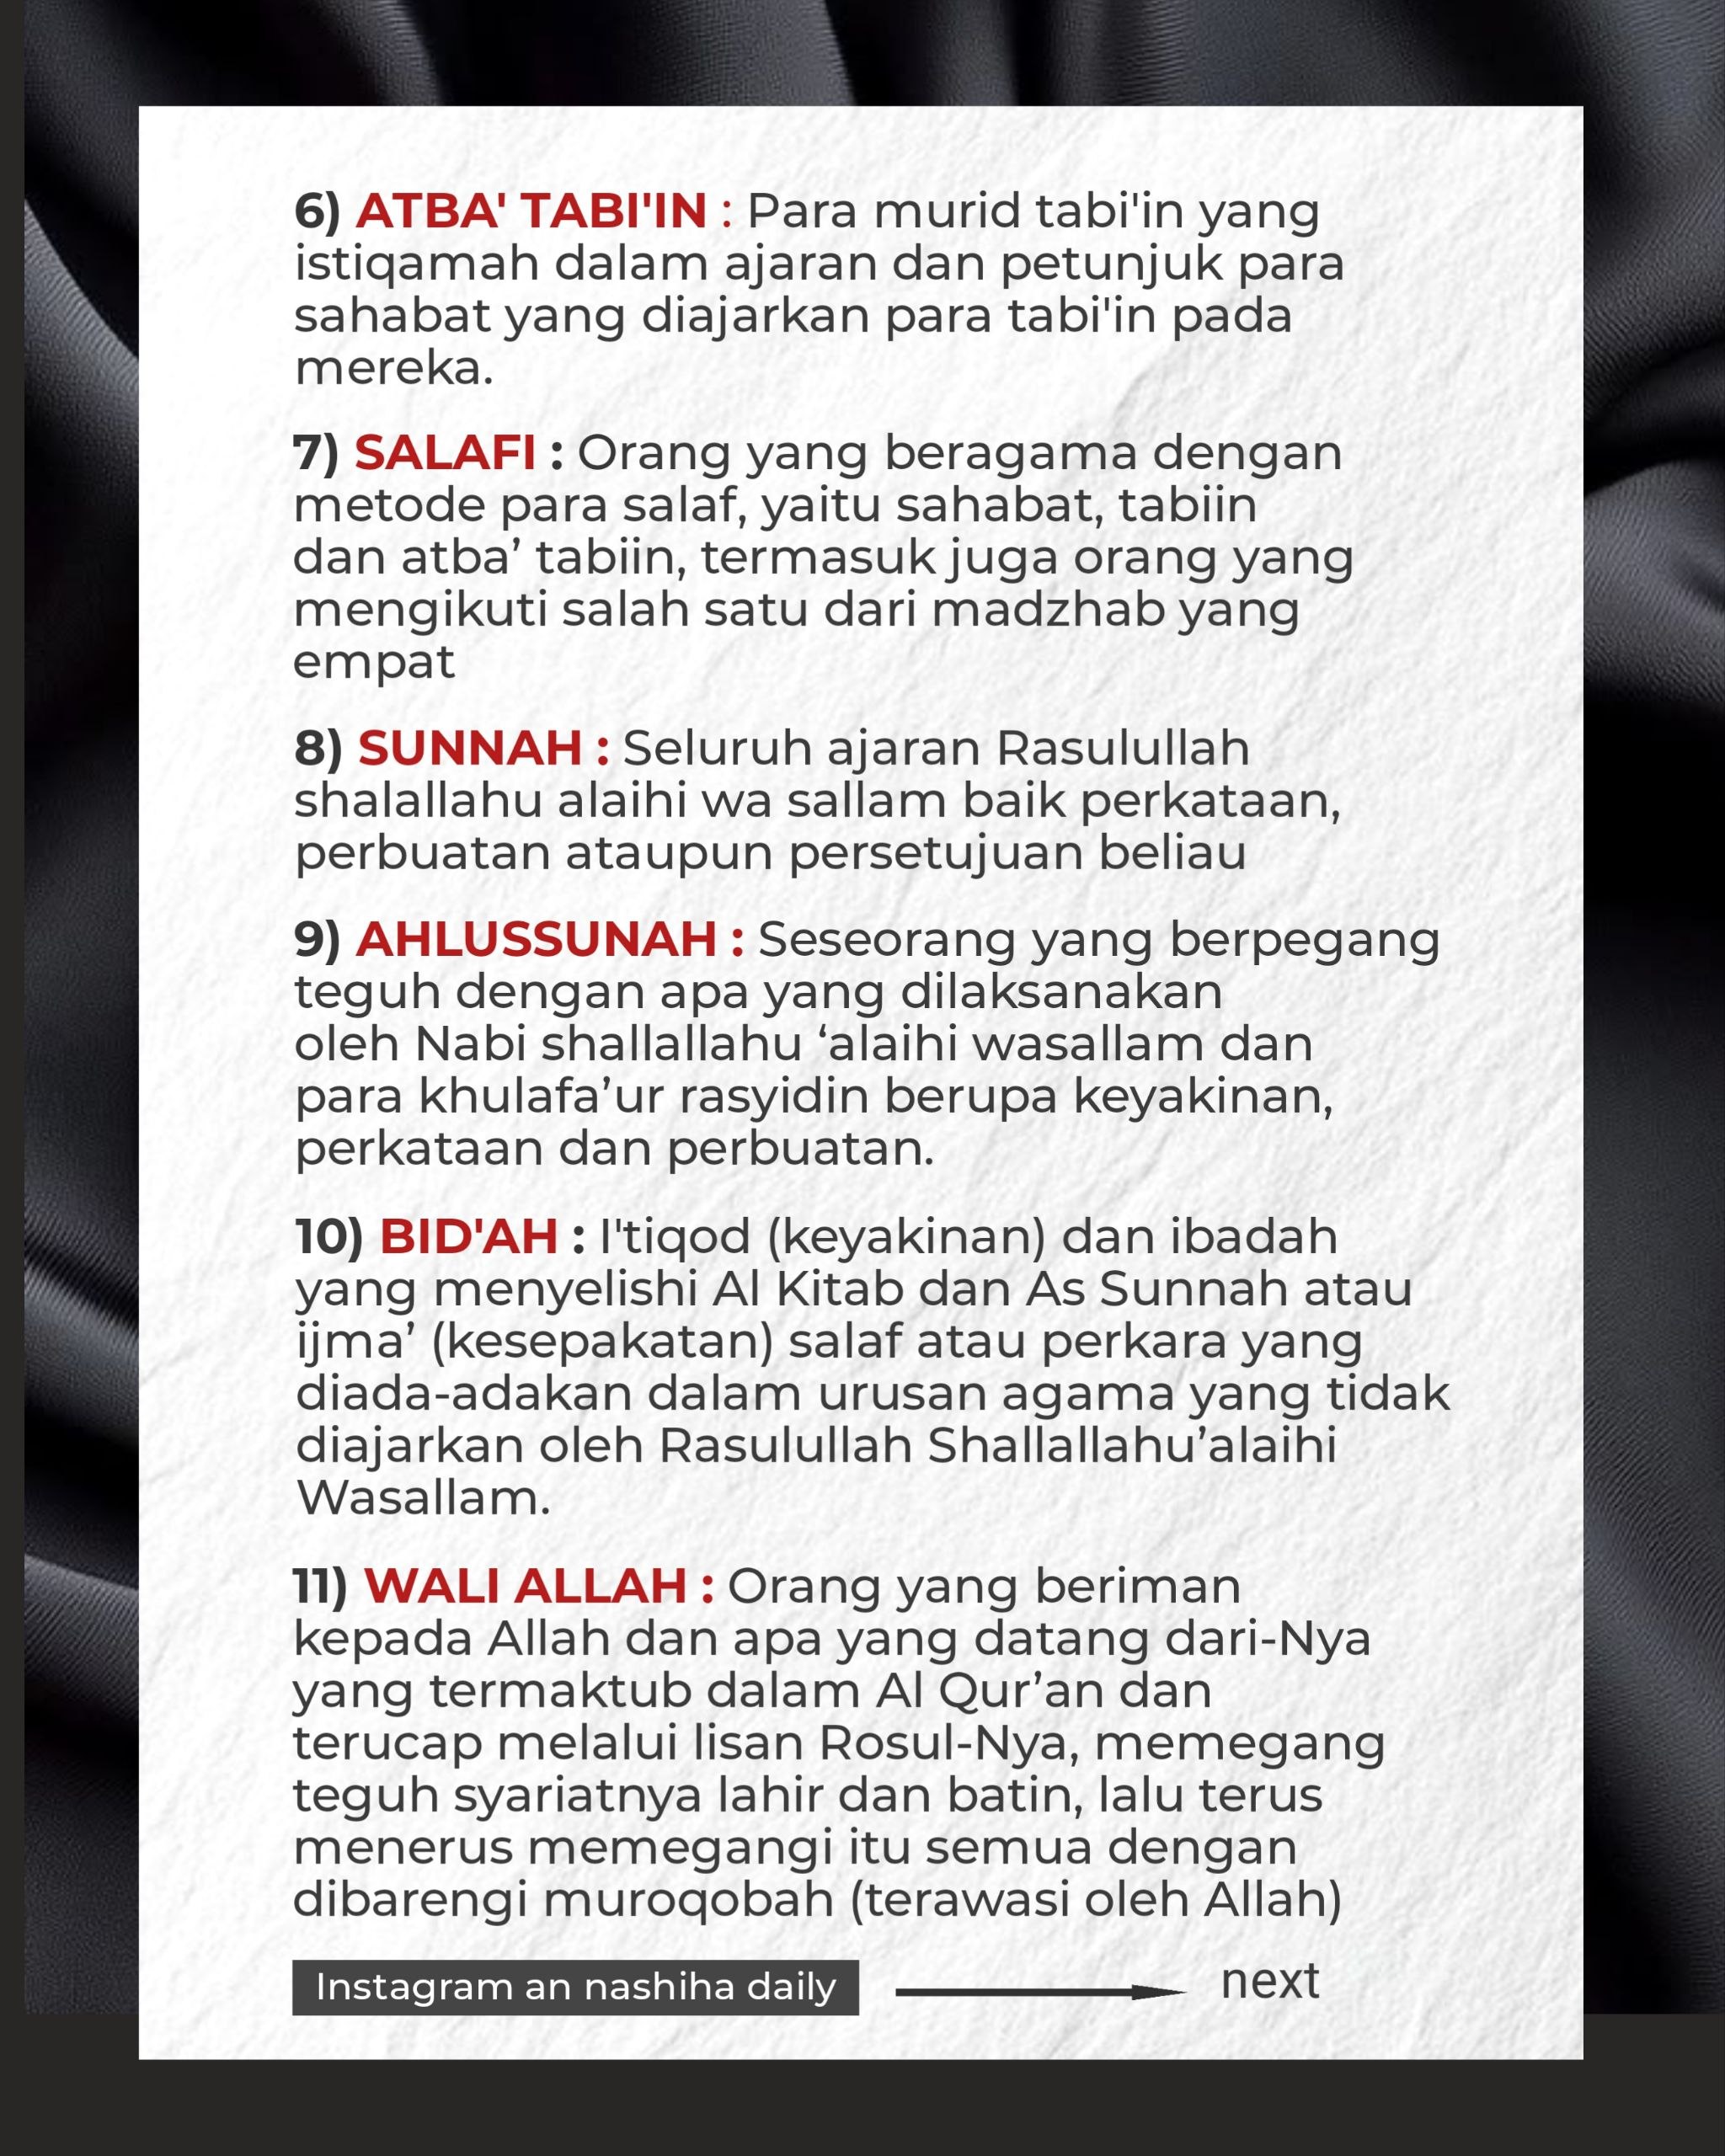 6) ATBA' TABI'IN : Para murid tabi'in yang
istiqamah dalam ajaran dan petunjuk para
sahabat yang diajarkan para tabi'in pada
mereka.
7) SALAFI : Orang yang beragama dengan
metode para salaf, yaitu sahabat, tabiin
dan atba’ tabiin, termasuk juga orang yang
mengikuti salah satu dari madzhab yang
empat
8) SUNNAH : Seluruh ajaran Rasulullah
shalallahu alaihi wa sallam baik perkataan,
perbuatan ataupun persetujuan beliau
9) AHLUSSUNAH : Seseorang yang berpegang
teguh dengan apa yang dilaksanakan
oleh Nabi shallallahu ‘alaihi wasallam dan
para khulafa’ur rasyidin berupa keyakinan,
perkataan dan perbuatan.
10) BID'AH : I'tiqod (keyakinan) dan ibadah
yang menyelishi Al Kitab dan As Sunnah atau
ijma’ (kesepakatan) salaf atau perkara yang
diada-adakan dalam urusan agama yang tidak
diajarkan oleh Rasulullah Shallallahu’alaihi
Wasallam.
11) WALI ALLAH : Orang yang beriman
kepada Allah dan apa yang datang dari-Nya
yang termaktub dalam Al Qur’an dan
terucap melalui lisan Rosul-Nya, memegang
teguh syariatnya lahir dan batin, lalu terus
menerus memegangi itu semua dengan
dibarengi muroqobah (terawasi oleh Allah)
Instagram an nashiha daily
next